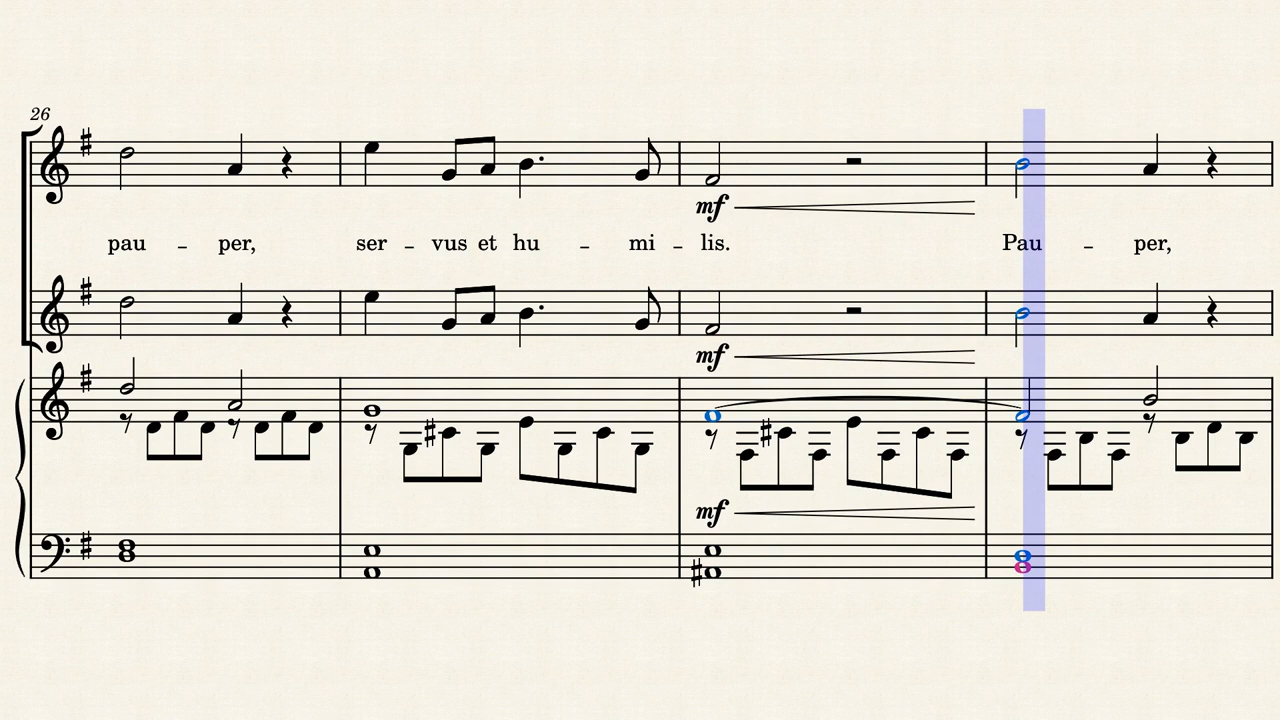 26
mf
pau – per, ser – vus et hu – mi – lis. Pau – per,
mf
mf